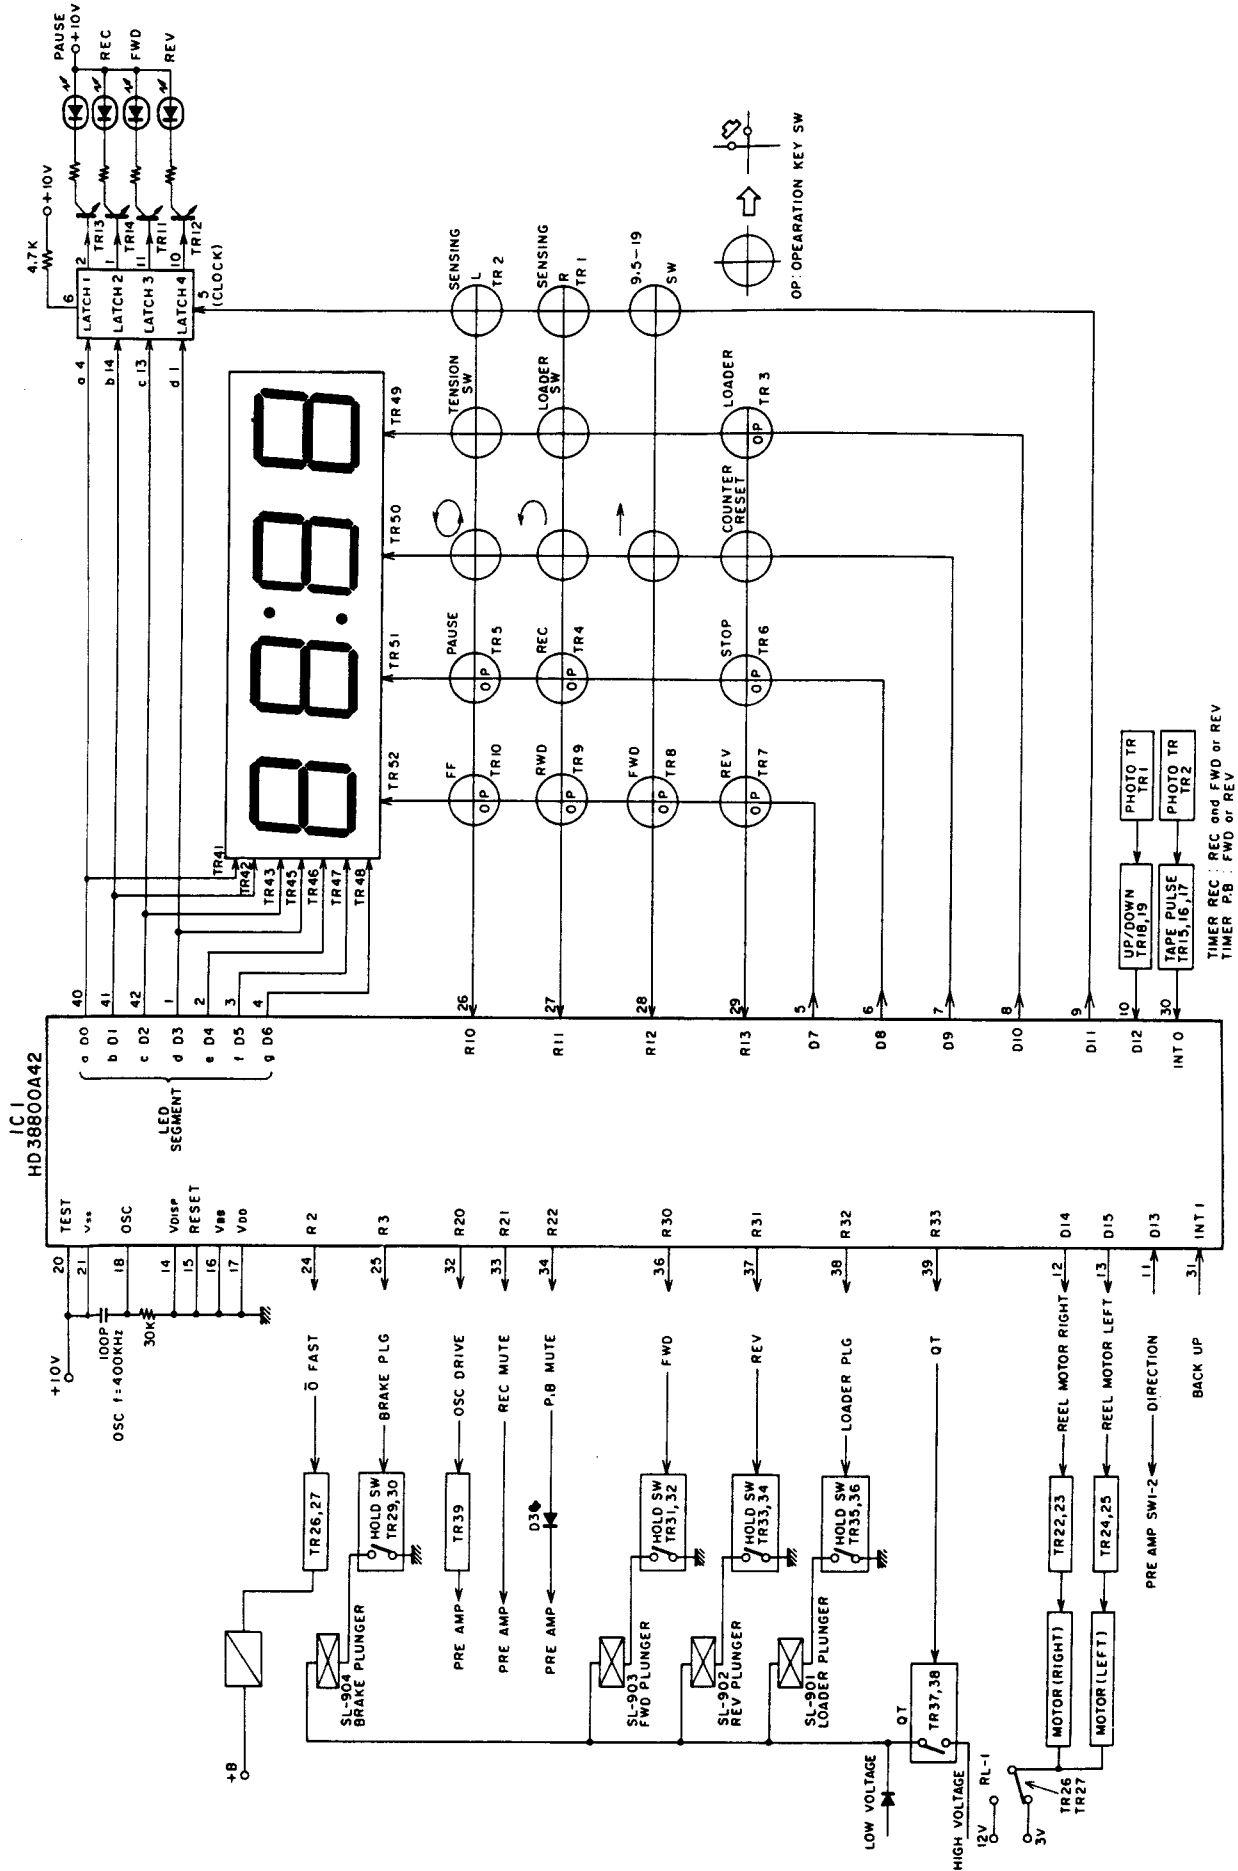 IC1
HD38800A42
+10V
TEST
20
Vss
21
100P
OSC f=400KHz
OSC
18
30K
VDISP
14
RESET
15
VBB
16
VDD
17
R2
24
Ō FAST
TR26,27
+B
R3
25
BRAKE PLG
HOLD SW
TR29,30
SL-904
BRAKE PLUNGER
R20
32
OSC DRIVE
TR39
PRE AMP
R21
33
REC MUTE
PRE AMP
R22
34
P.B MUTE
PRE AMP
R30
36
FWD
HOLD SW
TR31,32
SL-903
FWD PLUNGER
R31
37
REV
HOLD SW
TR33,34
SL-902
REV PLUNGER
R32
38
LOADER PLG
HOLD SW
TR35,36
SL-901
LOADER PLUNGER
R33
39
QT
QT
TR37,38
LOW VOLTAGE
HIGH VOLTAGE
RL-1
12V
3V
TR26
TR27
D14
12
REEL MOTOR RIGHT
TR22,23
MOTOR(RIGHT)
D15
13
REEL MOTOR LEFT
TR24,25
MOTOR(LEFT)
D13
11
DIRECTION
PRE AMP SW1-2
INT1
31
BACK UP
LED
SEGMENT
a D0
40
b D1
41
c D2
42
d D3
1
e D4
2
f D5
3
g D6
4
R10
26
R11
27
R12
28
R13
29
D7
5
D8
6
D9
7
D10
8
D11
9
D12
10
INT0
30
UP/DOWN
TR18,19
PHOTO TR
TR1
TAPE PULSE
TR15,16,17
PHOTO TR
TR2
TIMER REC : REC and FWD or REV
TIMER P.B : FWD or REV
TR41
TR42
TR43
TR45
TR46
TR47
TR48
TR52
TR51
TR50
TR49
a 4
b 14
c 13
d 1
LATCH 1
LATCH 2
LATCH 3
LATCH 4
6
4.7K
+10V
2
1
11
10
5
(CLOCK)
TR13
TR14
TR11
TR12
PAUSE
+10V
REC
FWD
REV
FF
OP
TR10
RWD
OP
TR9
FWD
OP
TR8
REV
OP
TR7
PAUSE
OP
TR5
REC
OP
TR4
STOP
OP
TR6
COUNTER
RESET
TENSION
SW
LOADER
SW
LOADER
OP
TR3
SENSING
L
TR2
SENSING
R
TR1
9.5-19
SW
OP: OPEARATION KEY SW